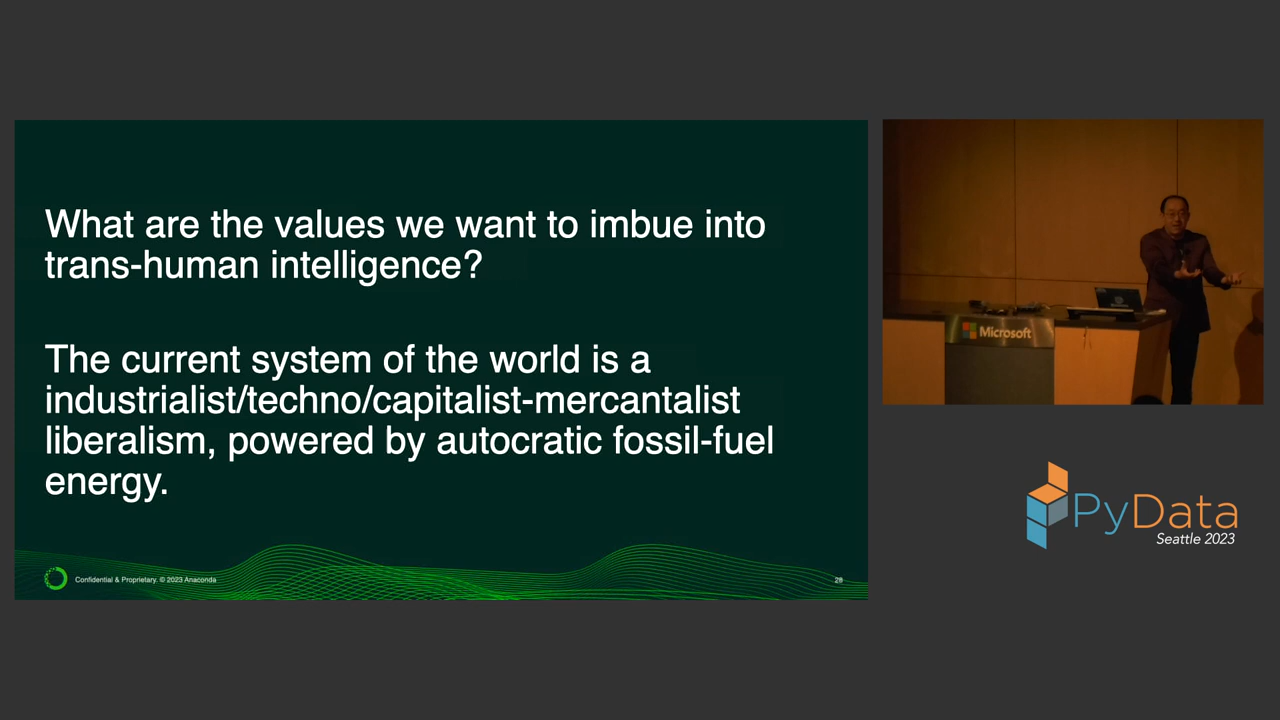 What are the values we want to imbue into
trans-human intelligence?
The current system of the world is a
industrialist/techno/capitalist-mercantalist
liberalism, powered by autocratic fossil-fuel
energy.
Confidential & Proprietary. © 2023 Anaconda
28
Microsoft
PyData
Seattle 2023